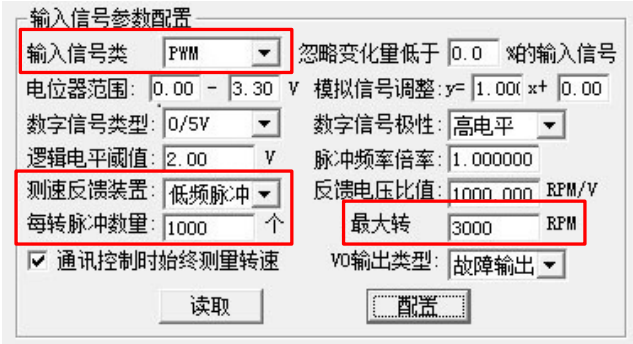 输入信号参数配置
输入信号类 PWM 忽略变化量低于 0.0 %的输入信号
电位器范围: 0.00 - 3.30 V 模拟信号调整:y= 1.00( x+ 0.00
数字信号类型: 0/5V 数字信号极性: 高电平
逻辑电平阈值: 2.00 V 脉冲频率倍率: 1.000000
测速反馈装置: 低频脉冲 反馈电压比值: 1000.000 RPM/V
每转脉冲数量: 1000 个 最大转 3000 RPM
通讯控制时始终测量转速 VO输出类型: 故障输出
读取 配置